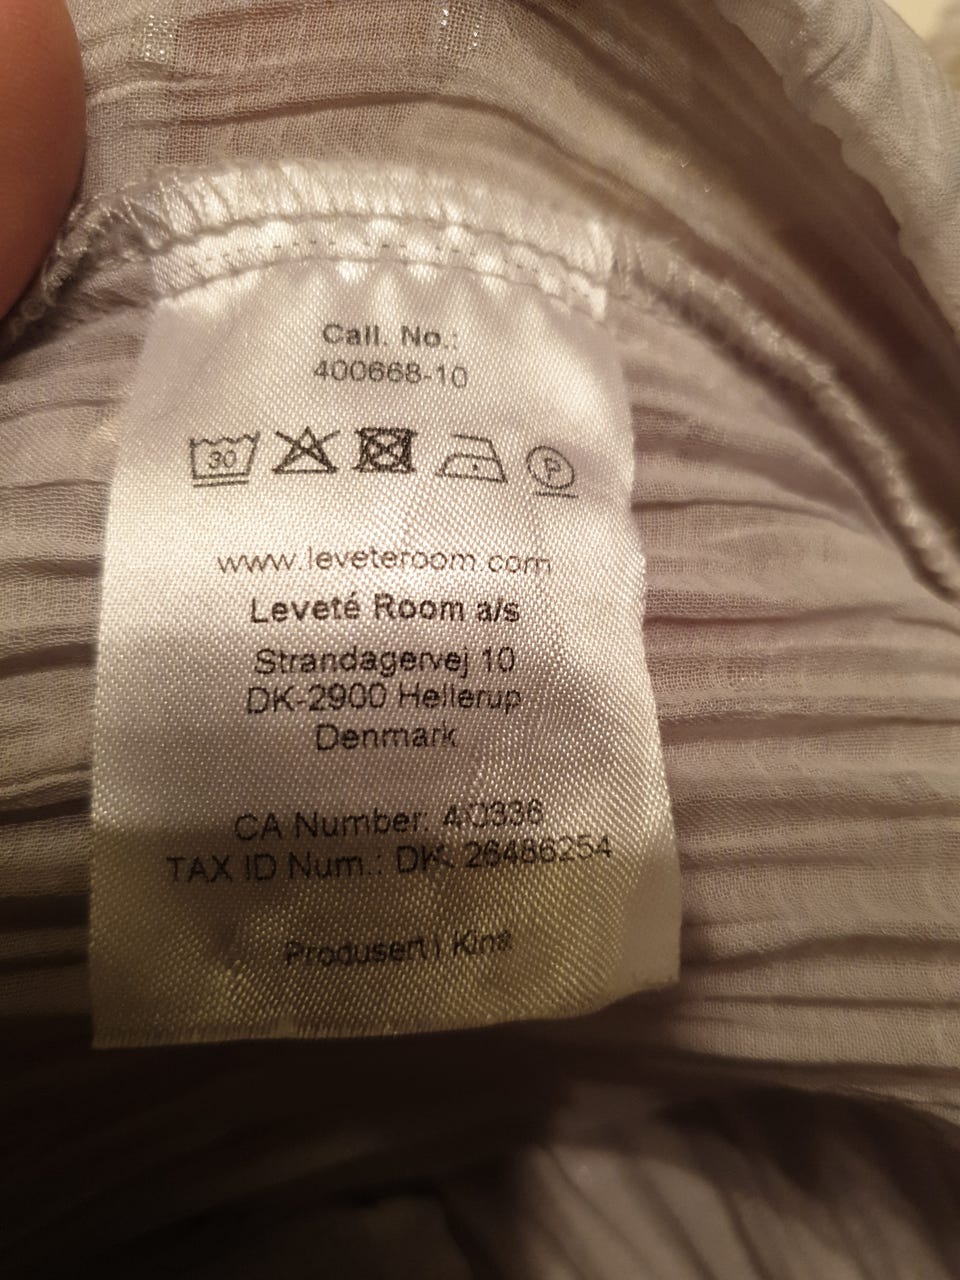 Call. No.:
400668-10
30 P
www.leveteroom.com
Leveté Room a/s
Strandagervej 10
DK-2900 Hellerup
Denmark
CA Number: 40336
TAX ID Num.: DK 26486254
Produsert i Kina